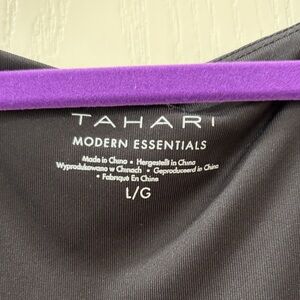 TAHARI
MODERN ESSENTIALS
Made in China • Hergestellt in China
Wyprodukowano w Chinach • Geproduceerd in China
• Fabriqué En Chine
L/G